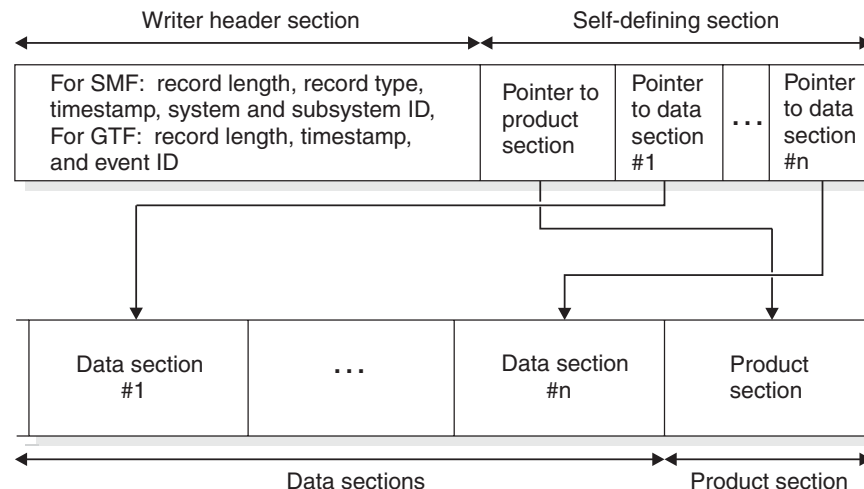 Writer header section
Self-defining section
For SMF: record length, record type,
timestamp, system and subsystem ID,
For GTF: record length, timestamp,
and event ID
Pointer to
product
section
Pointer
to data
section
#1
...
Pointer
to data
section
#n
Data section
#1
...
Data section
#n
Product
section
Data sections
Product section